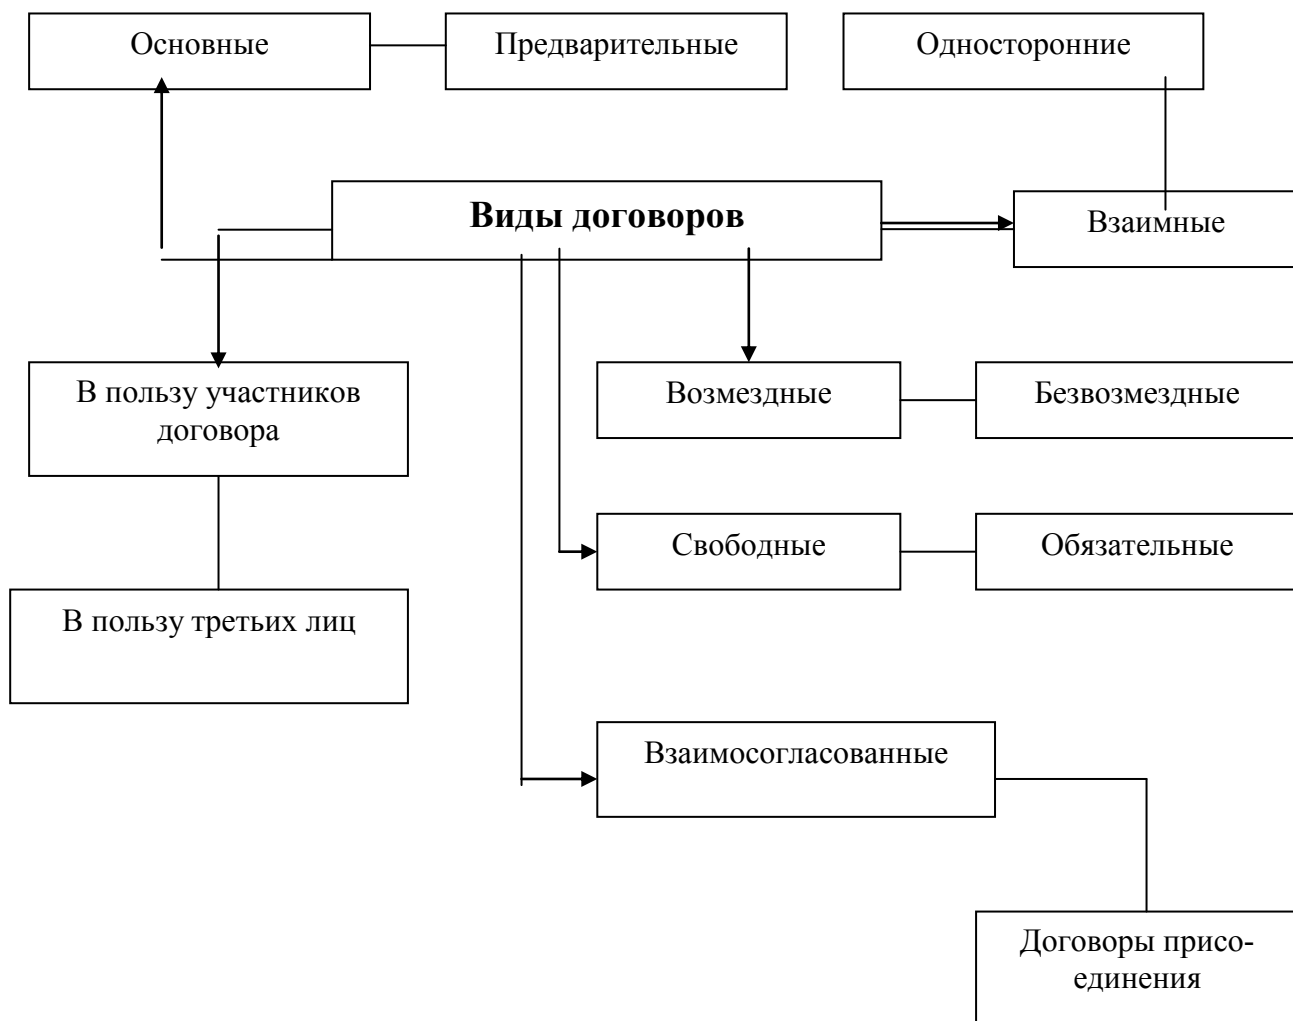 Основные
Предварительные
Односторонние
Виды договоров
Взаимные
В пользу участников
договора
Возмездные
Безвозмездные
Свободные
Обязательные
В пользу третьих лиц
Взаимосогласованные
Договоры присо-
единения